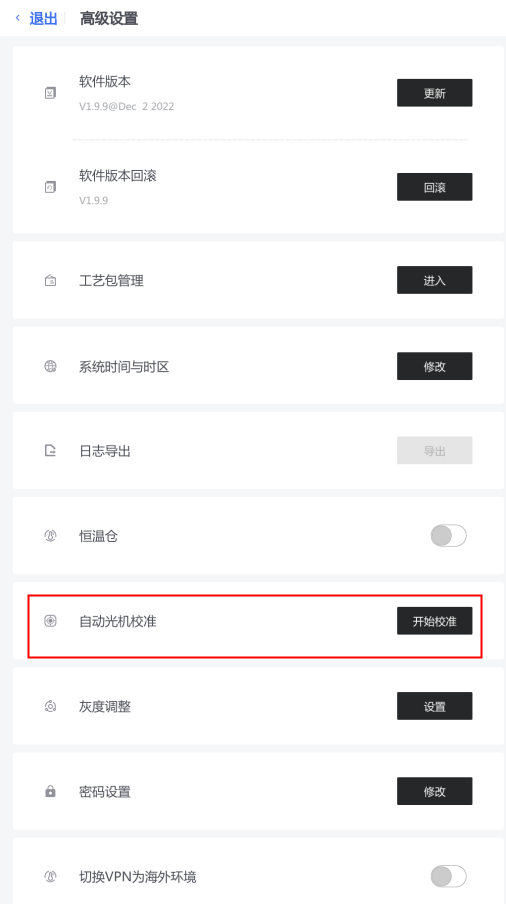 退出 高级设置
软件版本
V1.9.9@Dec 2 2022
更新
软件版本回滚
V1.9.9
回滚
工艺包管理
进入
系统时间与时区
修改
日志导出
导出
恒温仓
自动光机校准
开始校准
灰度调整
设置
密码设置
修改
切换VPN为海外环境